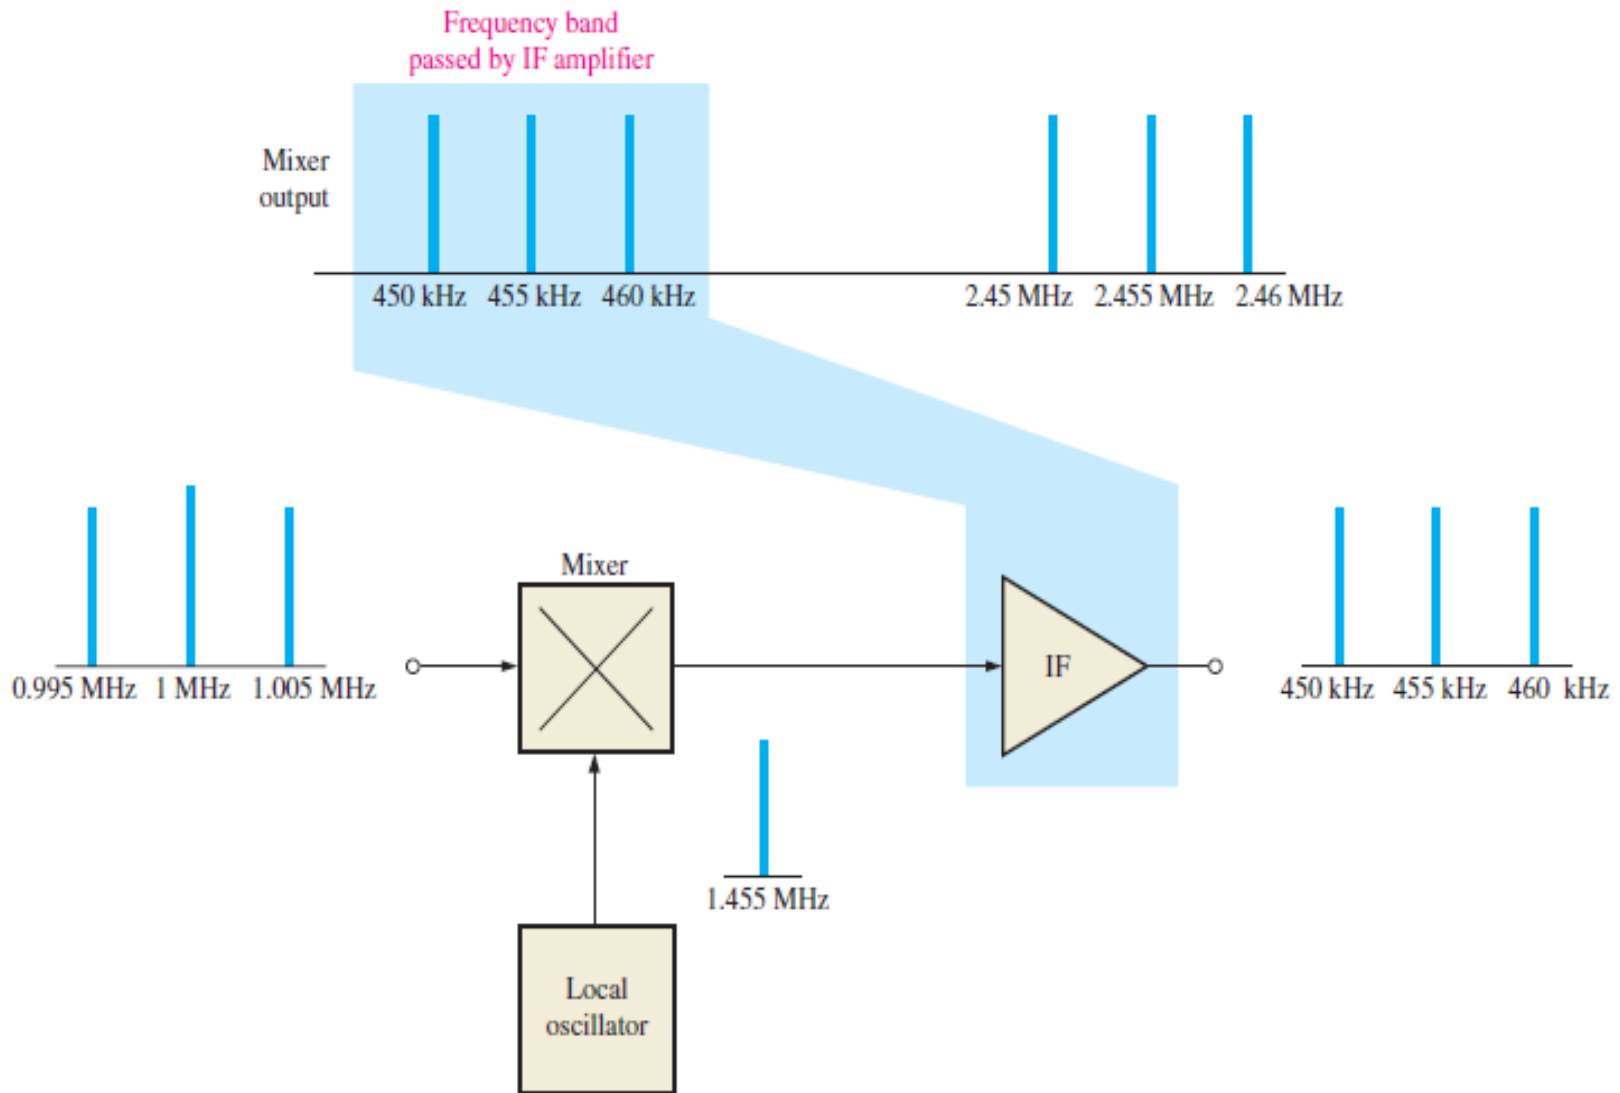 Frequency band
passed by IF amplifier
Mixer
output
450 kHz 455 kHz 460 kHz
2.45 MHz 2.455 MHz 2.46 MHz
Mixer
IF
0.995 MHz 1 MHz 1.005 MHz
450 kHz 455 kHz 460 kHz
1.455 MHz
Local
oscillator